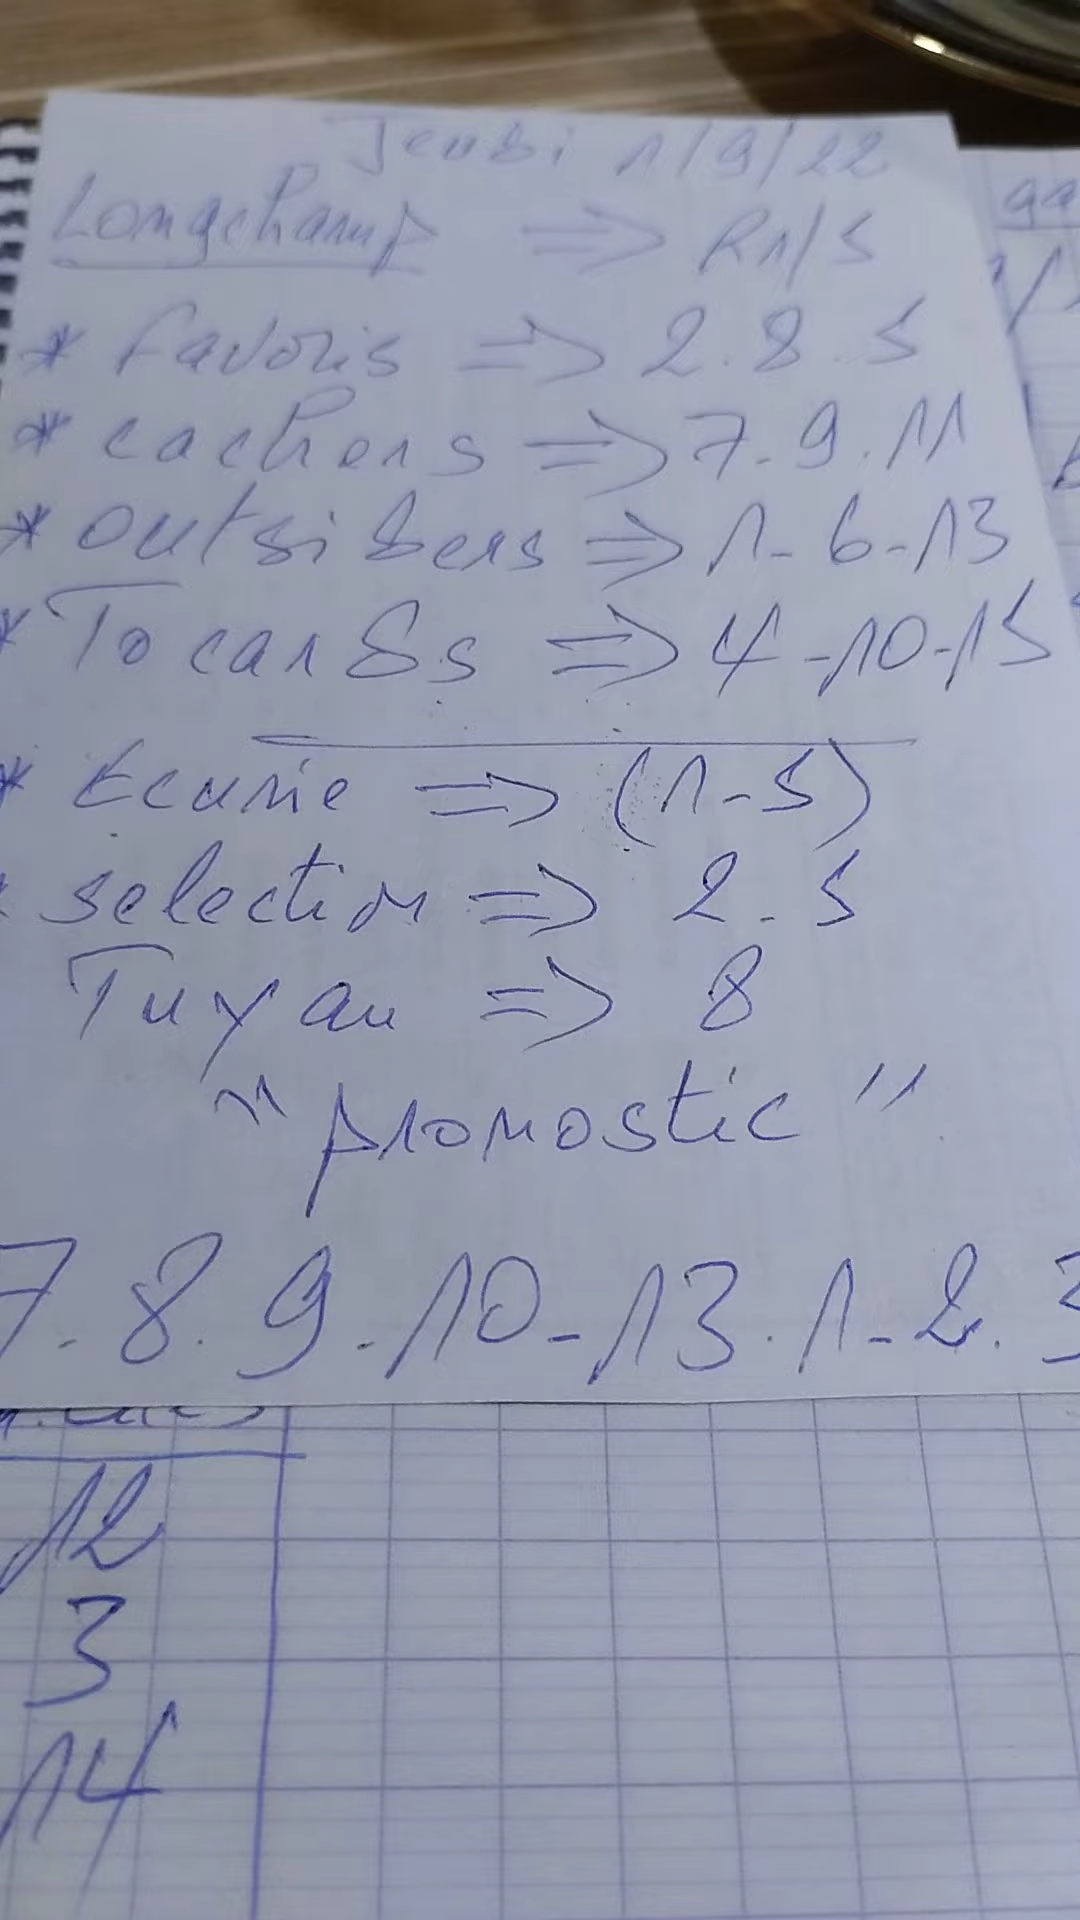 Jeudi 1/9/22
Longchamp => R1/5
* favoris => 2.8.5
* cachers => 7-9.11
* outsiders => 1-6-13
* Tocards => 4-10-15
* Ecurie => (1-5)
* selection => 2-5
Tuyau => 8
"pronostic"
7-8.9-10-13.1-2.3
12
3
14